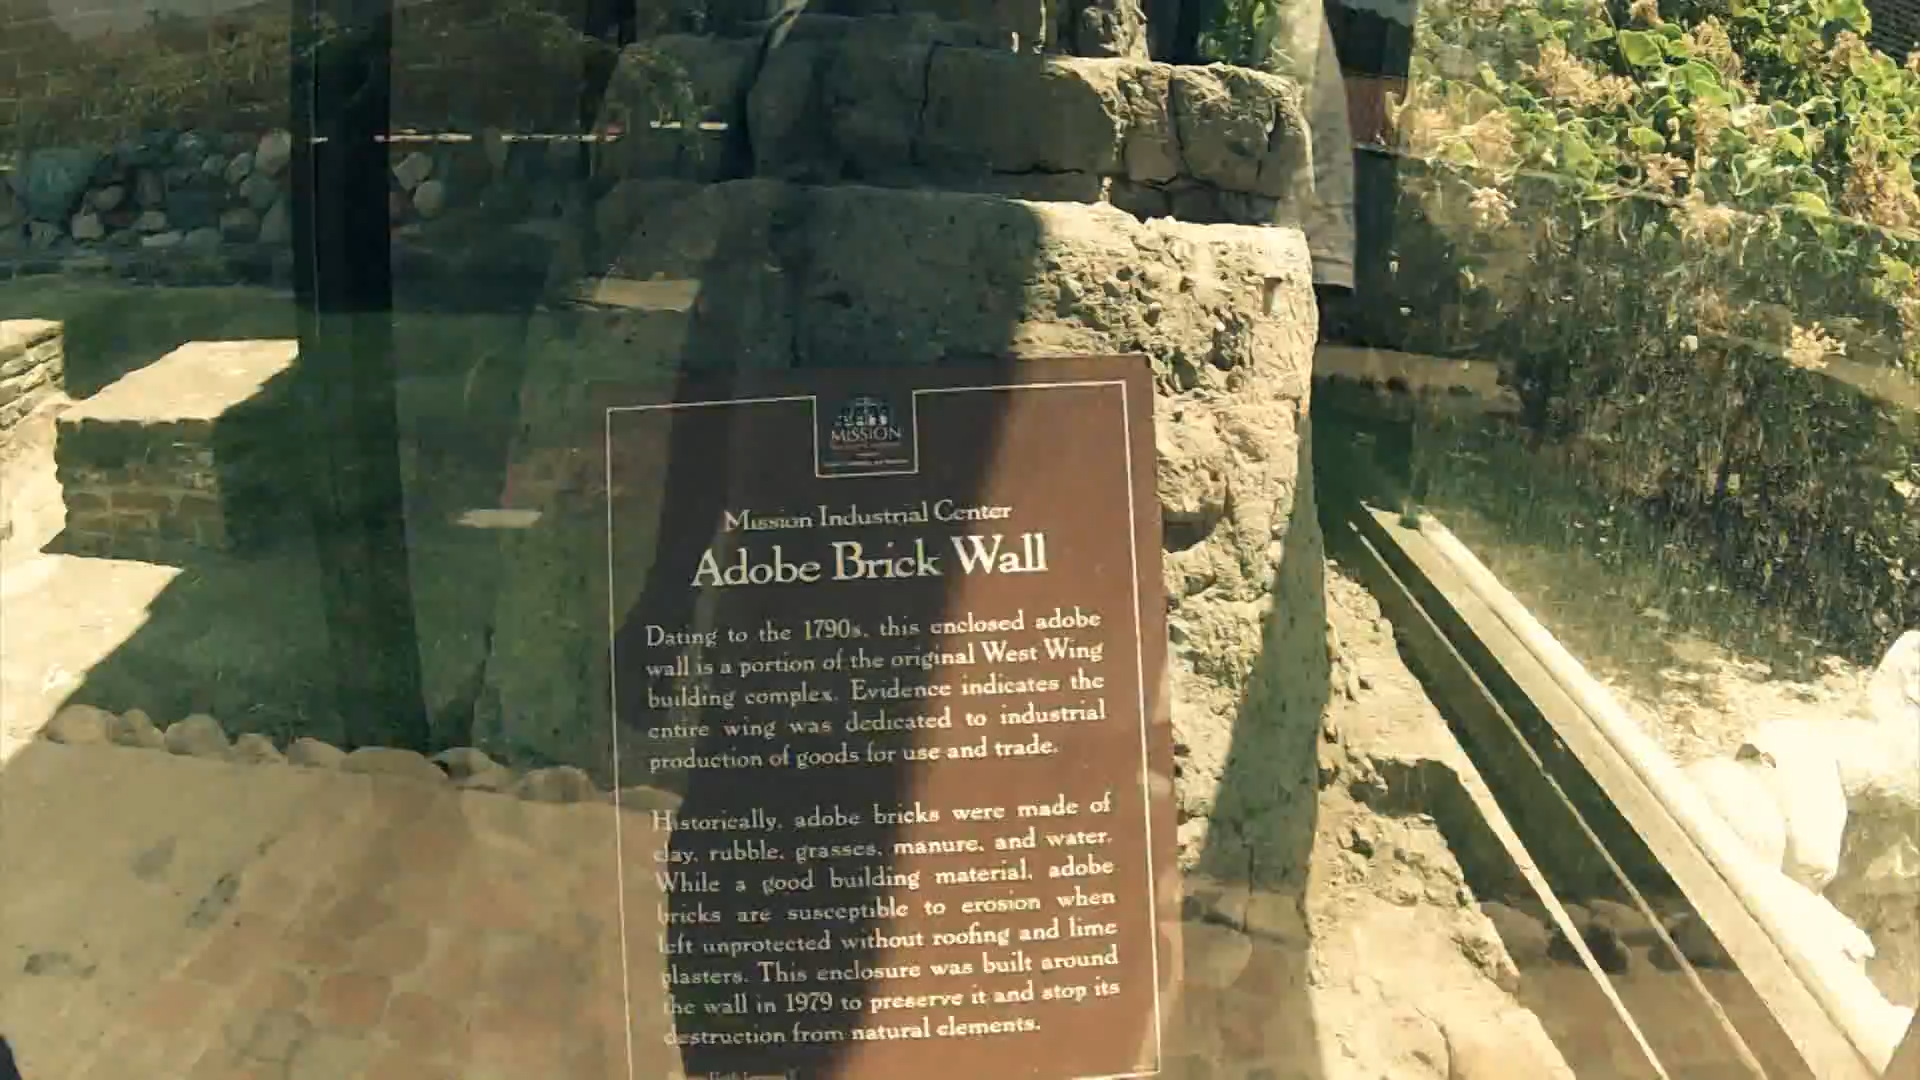 MISSION
Mission Industrial Center
Adobe Brick Wall
Dating to the 1790s, this enclosed adobe
wall is a portion of the original West Wing
building complex. Evidence indicates the
entire wing was dedicated to industrial
production of goods for use and trade.
Historically, adobe bricks were made of
clay, rubble, grasses, manure, and water.
While a good building material, adobe
bricks are susceptible to erosion when
left unprotected without roofing and lime
plasters. This enclosure was built around
the wall in 1979 to preserve it and stop its
destruction from natural elements.